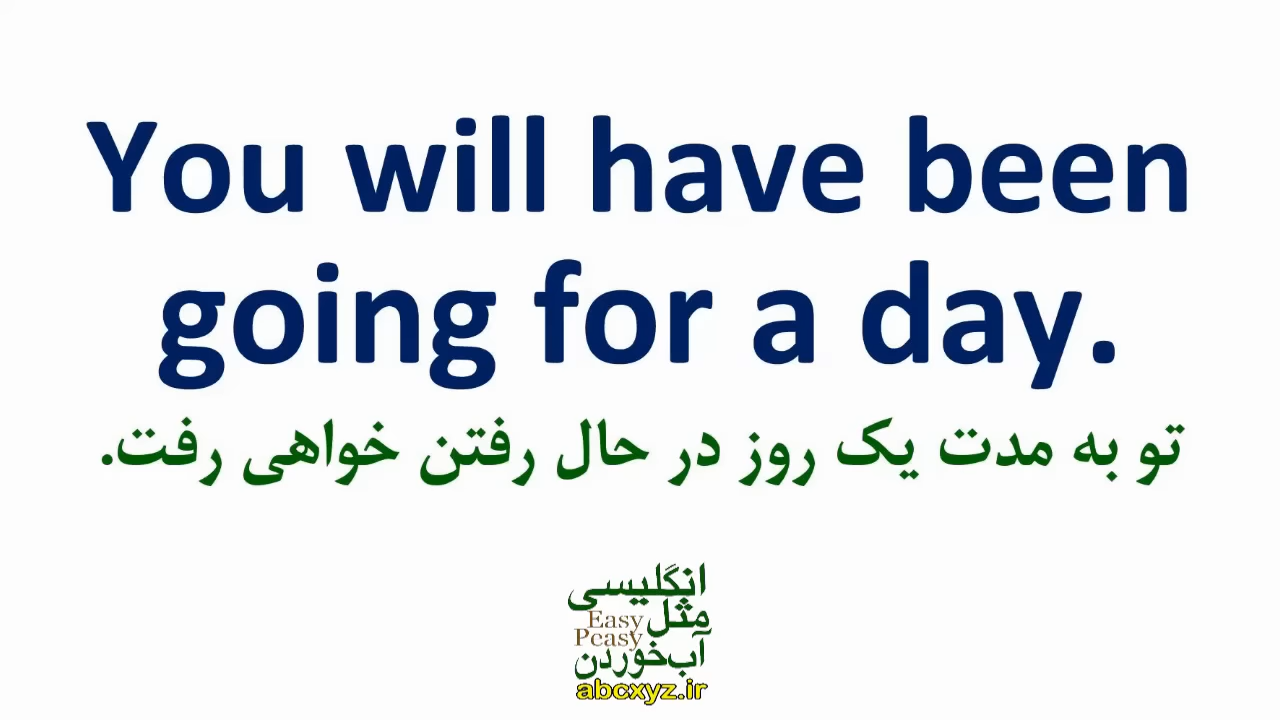 You will have been
going for a day.
تو به مدت یک روز در حال رفتن خواهی رفت.
انگلیسی
مثل
Easy
Peasy
آب‌خوردن
abcxyz.ir